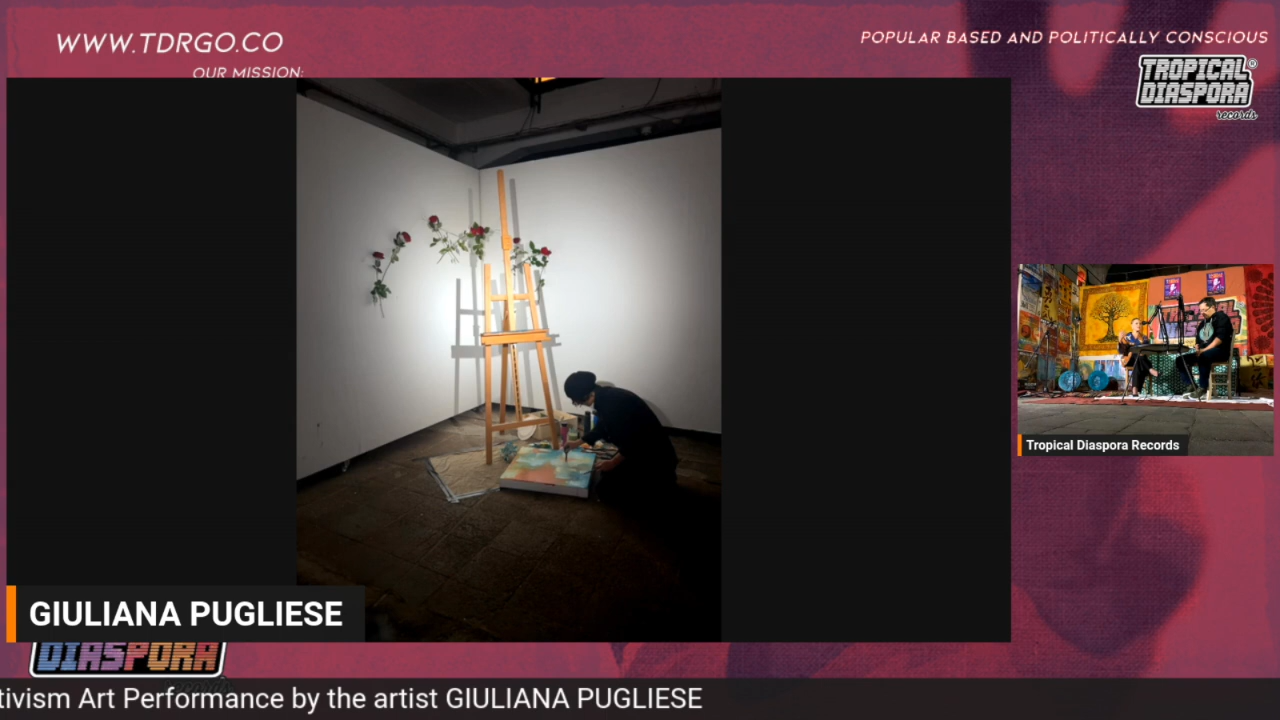 WWW.TDRGO.CO
OUR MISSION:
POPULAR BASED AND POLITICALLY CONSCIOUS
TROPICAL
DIASPORA®
records
Tropical Diaspora Records
GIULIANA PUGLIESE
DIASPORA
tivism Art Performance by the artist GIULIANA PUGLIESE